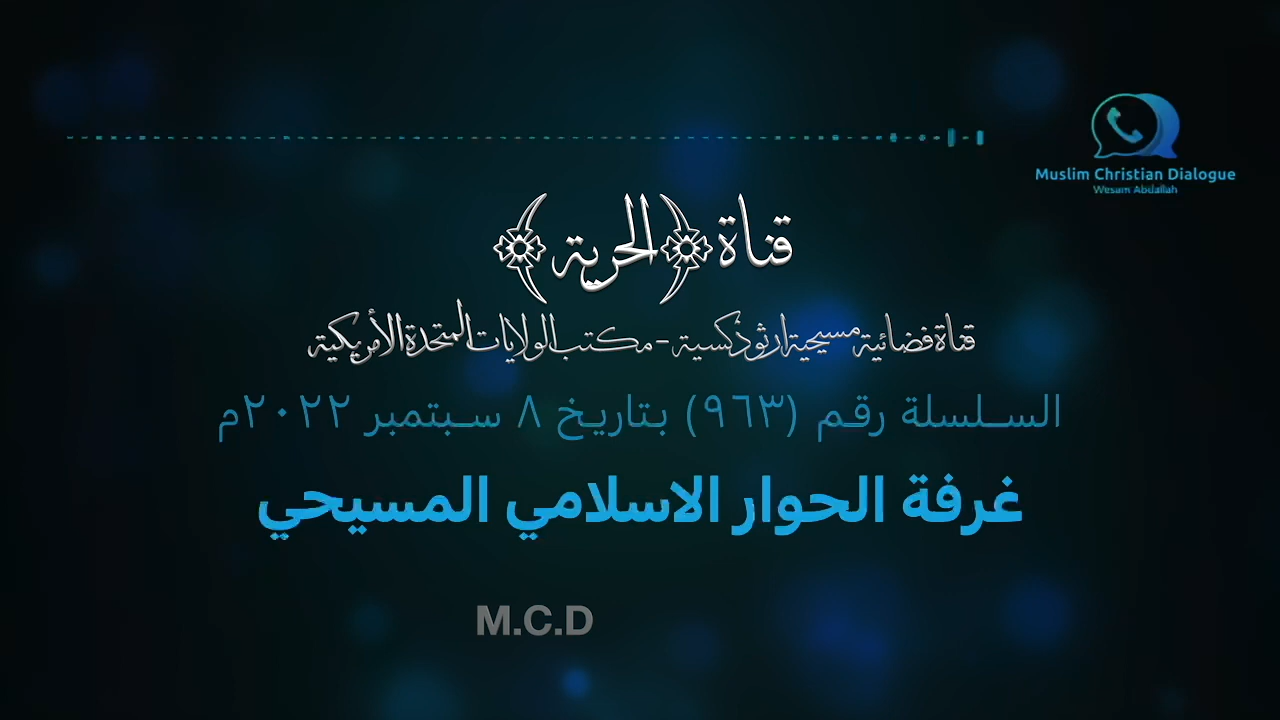 Muslim Christian Dialogue
Wesam Abdallah
قناة ﴿الحرية﴾
قناة فضائية مسيحية ارثوذكسية - مكتب الولايات المتحدة الأمريكية
السلسلة رقم (٩٦٣) بتاريخ ٨ سبتمبر ٢٠٢٢م
غرفة الحوار الاسلامي المسيحي
M.C.D